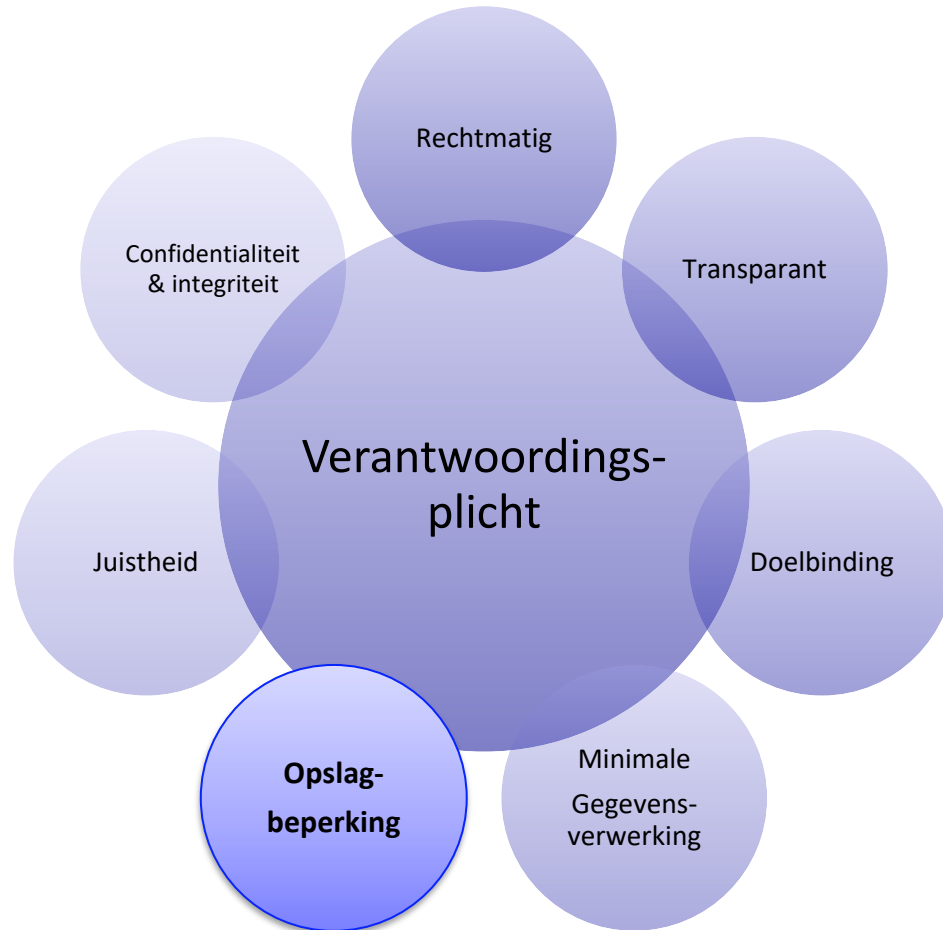 Rechtmatig
Transparant
Doelbinding
Minimale
Gegevens-
verwerking
Opslag-
beperking
Juistheid
Confidentialiteit
& integriteit
Verantwoordings-
plicht